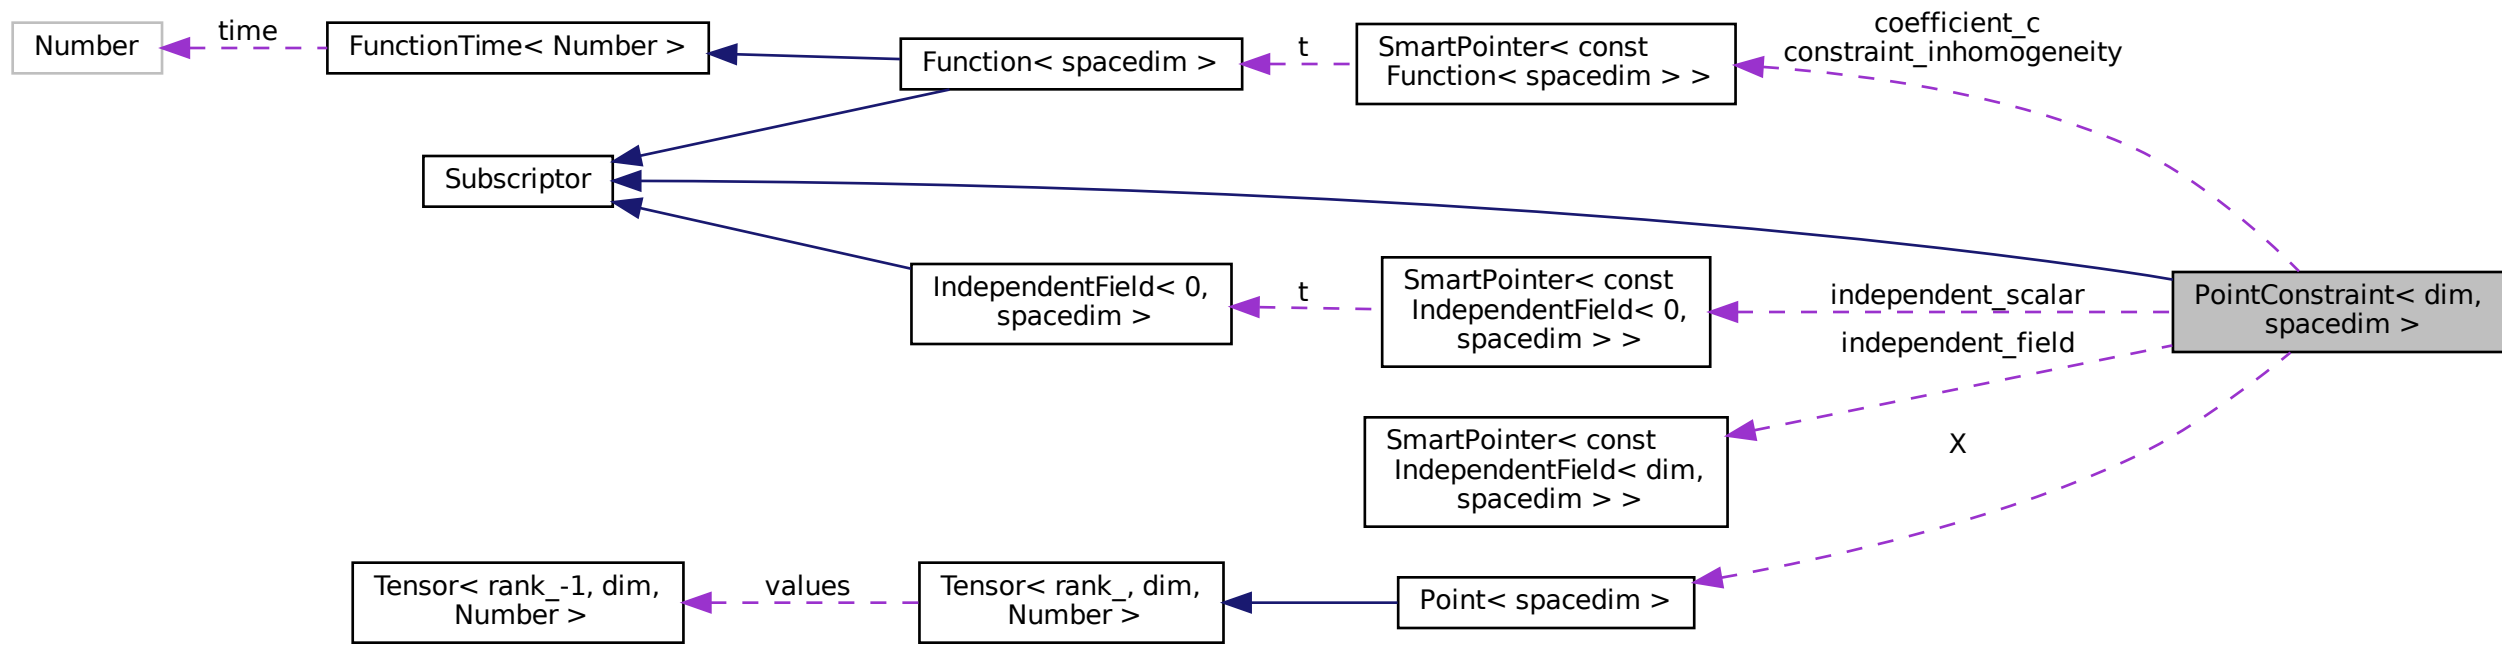 coefficient_c
constraint_inhomogeneity
Number
time
FunctionTime< Number >
Function< spacedim >
t
SmartPointer< const
Function< spacedim > >
Subscriptor
IndependentField< 0,
spacedim >
t
SmartPointer< const
IndependentField< 0,
spacedim > >
independent_scalar
independent_field
PointConstraint< dim,
spacedim >
SmartPointer< const
IndependentField< dim,
spacedim > >
X
Tensor< rank_-1, dim,
Number >
values
Tensor< rank_, dim,
Number >
Point< spacedim >